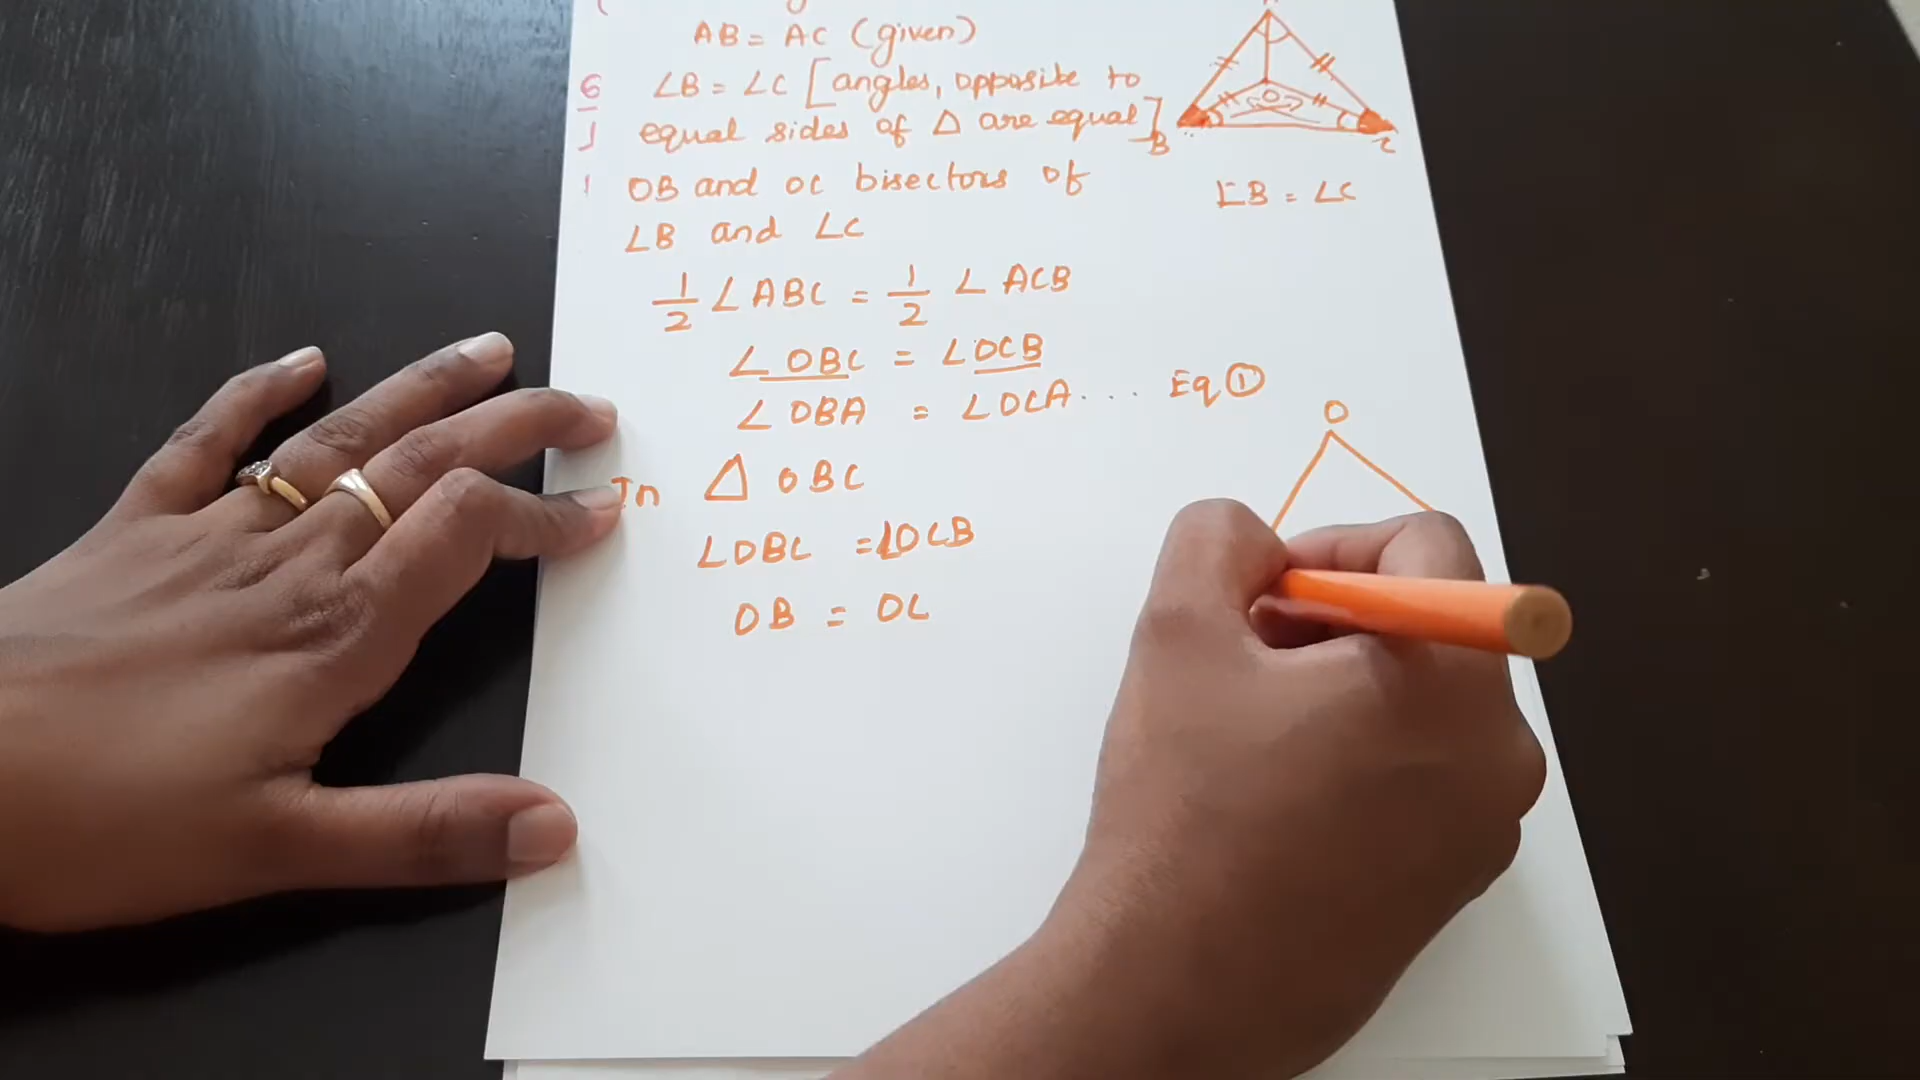 AB = AC (given)
∠B = ∠C [angles, opposite to
equal sides of Δ are equal]
OB and OC bisectors of
∠B and ∠C
1/2 ∠ABC = 1/2 ∠ACB
∠OBC = ∠OCB
∠OBA = ∠OCA.... Eq ①
In Δ OBC
∠OBC = ∠OCB
OB = OC
O
B
C
∠B = ∠C
O
6